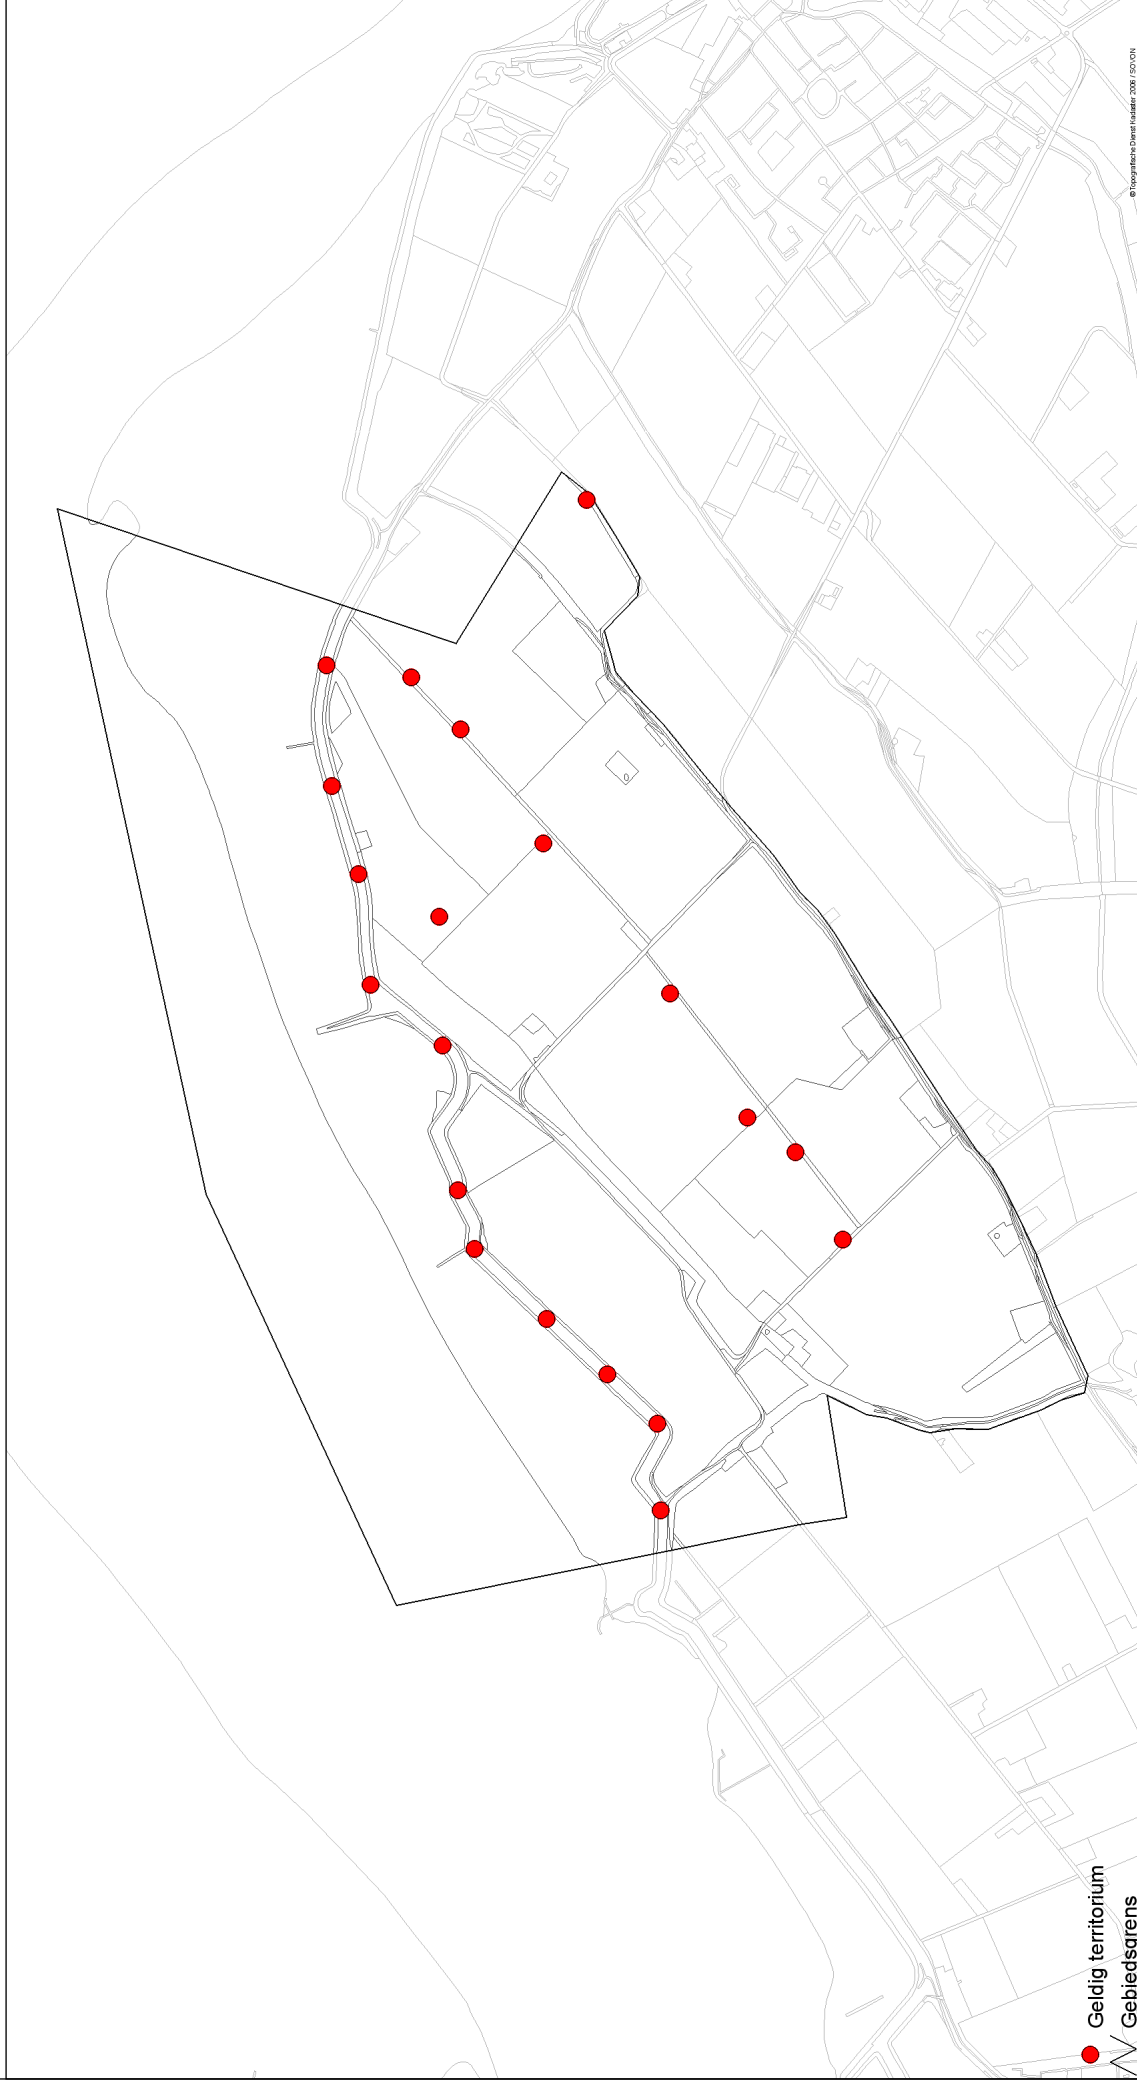 Geldig territorium
Gebiedsgrens
© Topografische Dienst Kadaster 2006 / SOVON